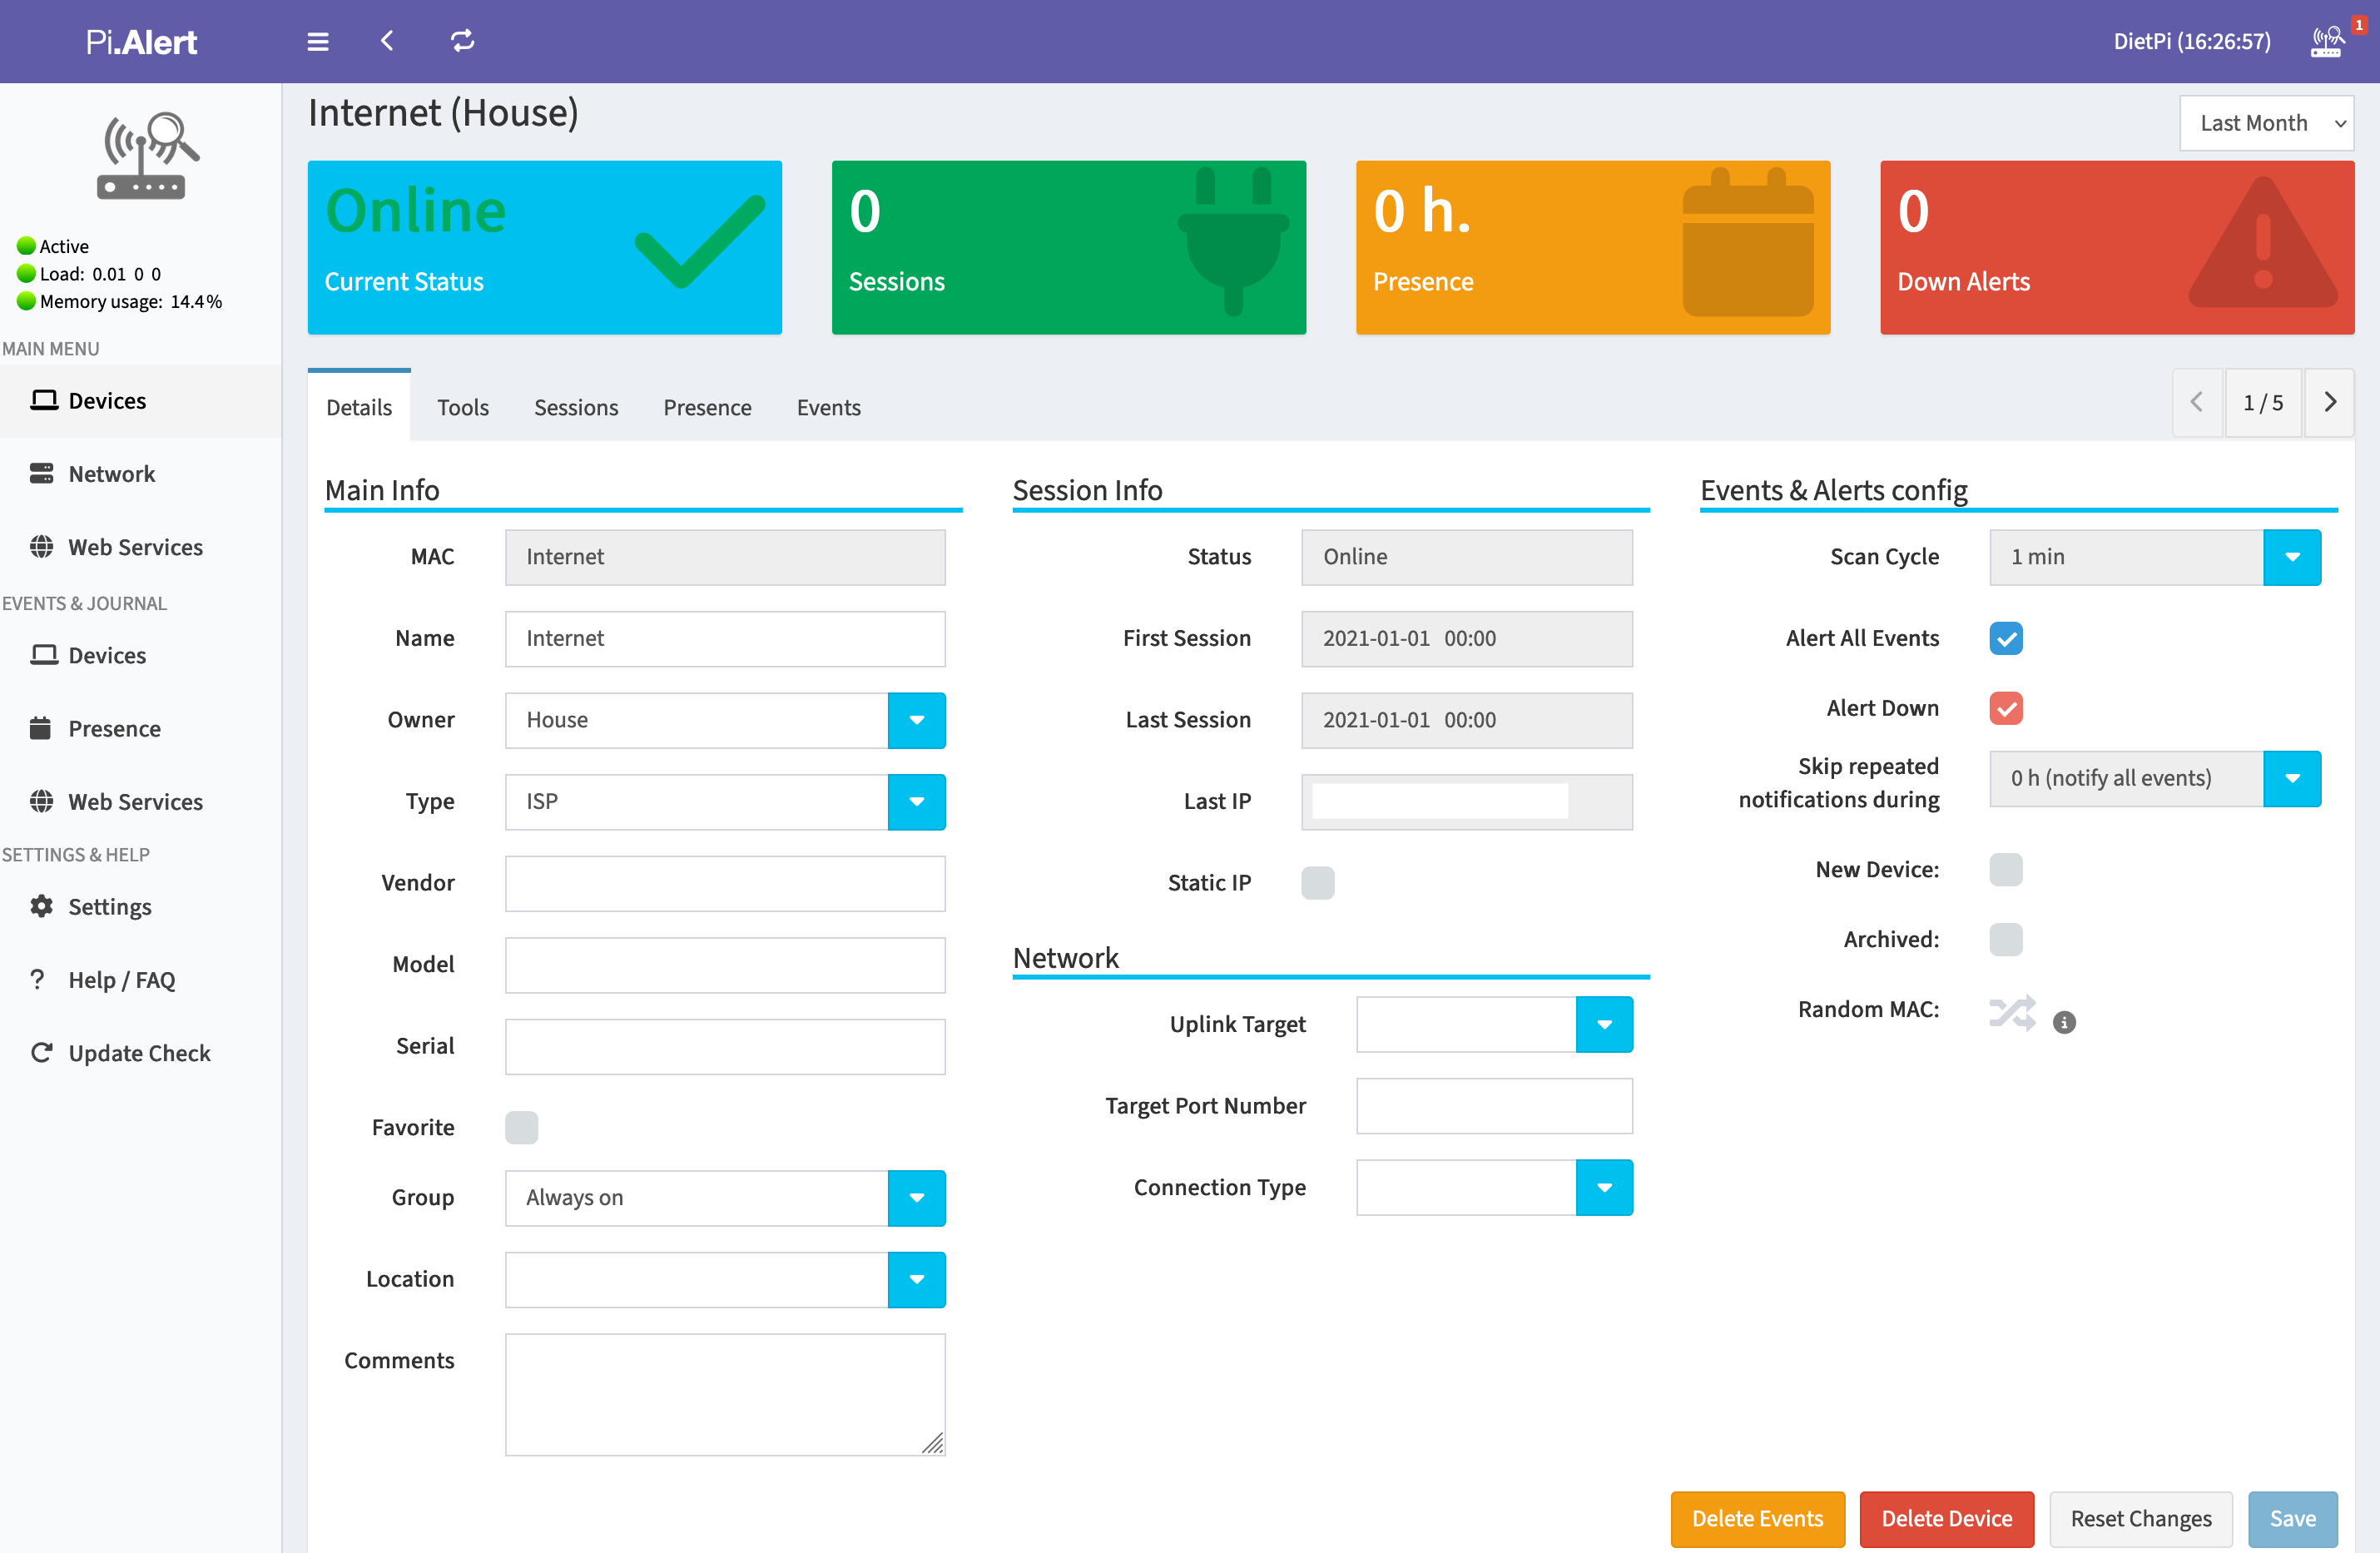 Pi.Alert
DietPi (16:26:57)
1
Active
Load: 0.01 0 0
Memory usage: 14.4%
MAIN MENU
Devices
Network
Web Services
EVENTS & JOURNAL
Devices
Presence
Web Services
SETTINGS & HELP
Settings
Help / FAQ
Update Check
Internet (House)
Last Month
Online
Current Status
0
Sessions
0 h.
Presence
0
Down Alerts
Details
Tools
Sessions
Presence
Events
1 / 5
Main Info
MAC
Internet
Name
Internet
Owner
House
Type
ISP
Vendor
Model
Serial
Favorite
Group
Always on
Location
Comments
Session Info
Status
Online
First Session
2021-01-01 00:00
Last Session
2021-01-01 00:00
Last IP
Static IP
Network
Uplink Target
Target Port Number
Connection Type
Events & Alerts config
Scan Cycle
1 min
Alert All Events
Alert Down
Skip repeated
notifications during
0 h (notify all events)
New Device:
Archived:
Random MAC:
Delete Events
Delete Device
Reset Changes
Save